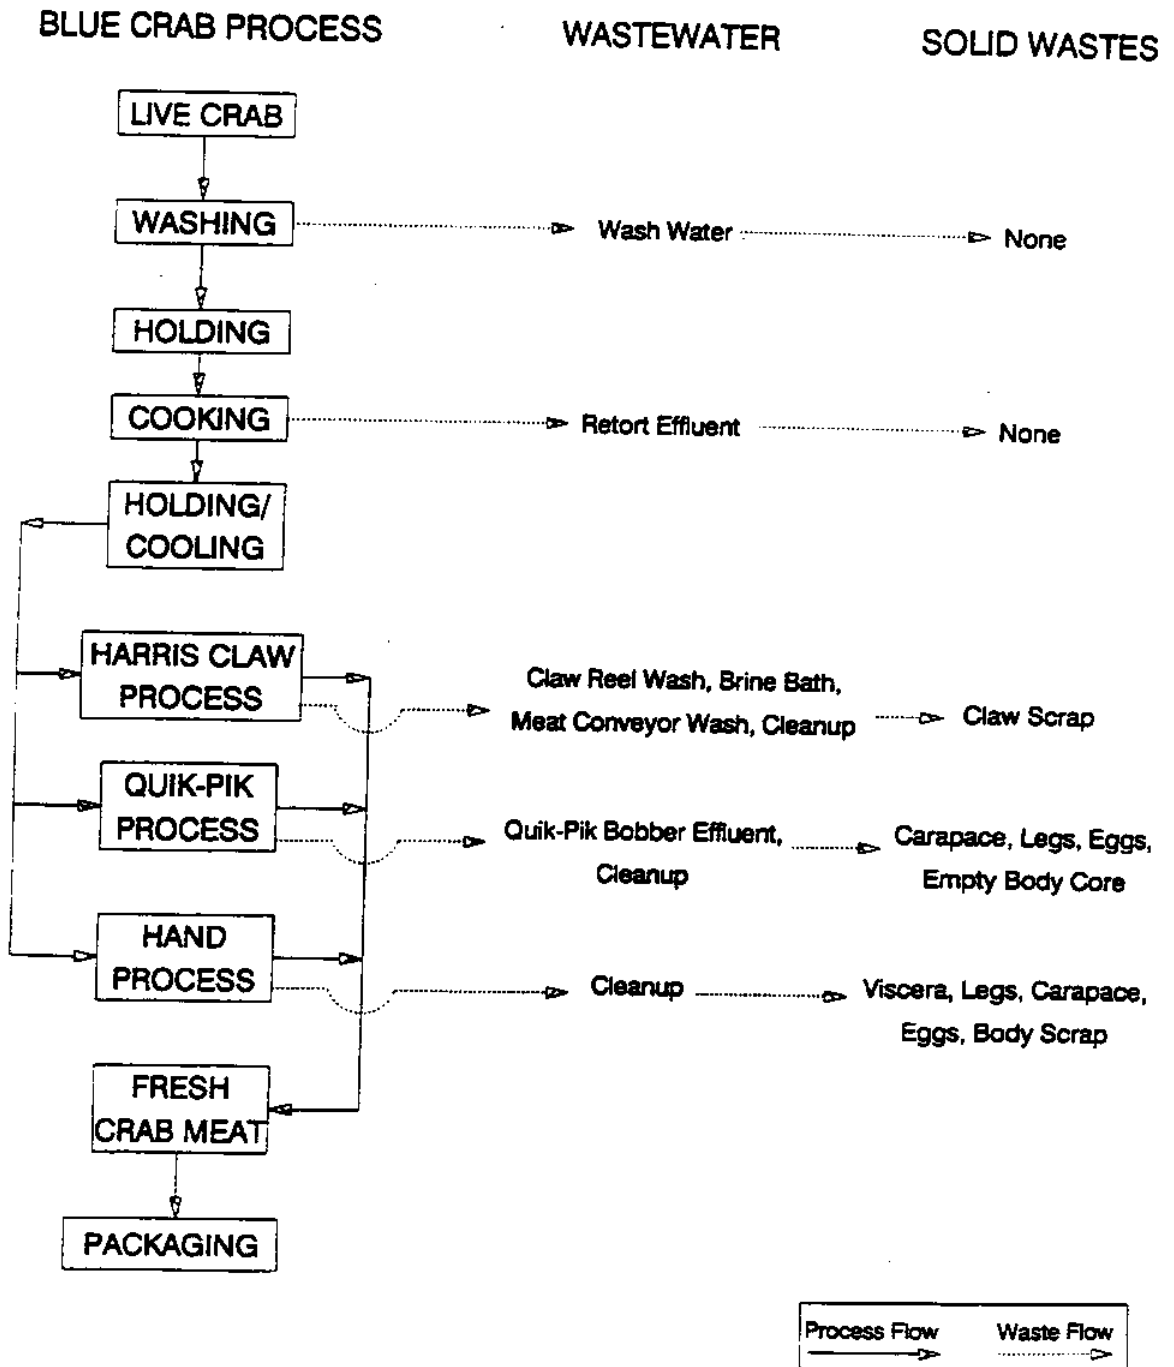 BLUE CRAB PROCESS
WASTEWATER
SOLID WASTES
LIVE CRAB
WASHING
Wash Water
None
HOLDING
COOKING
Retort Effluent
None
HOLDING/
COOLING
HARRIS CLAW
PROCESS
Claw Reel Wash, Brine Bath,
Meat Conveyor Wash, Cleanup
Claw Scrap
QUIK-PIK
PROCESS
Quik-Pik Bobber Effluent,
Cleanup
Carapace, Legs, Eggs,
Empty Body Core
HAND
PROCESS
Cleanup
Viscera, Legs, Carapace,
Eggs, Body Scrap
FRESH
CRAB MEAT
PACKAGING
Process Flow
Waste Flow